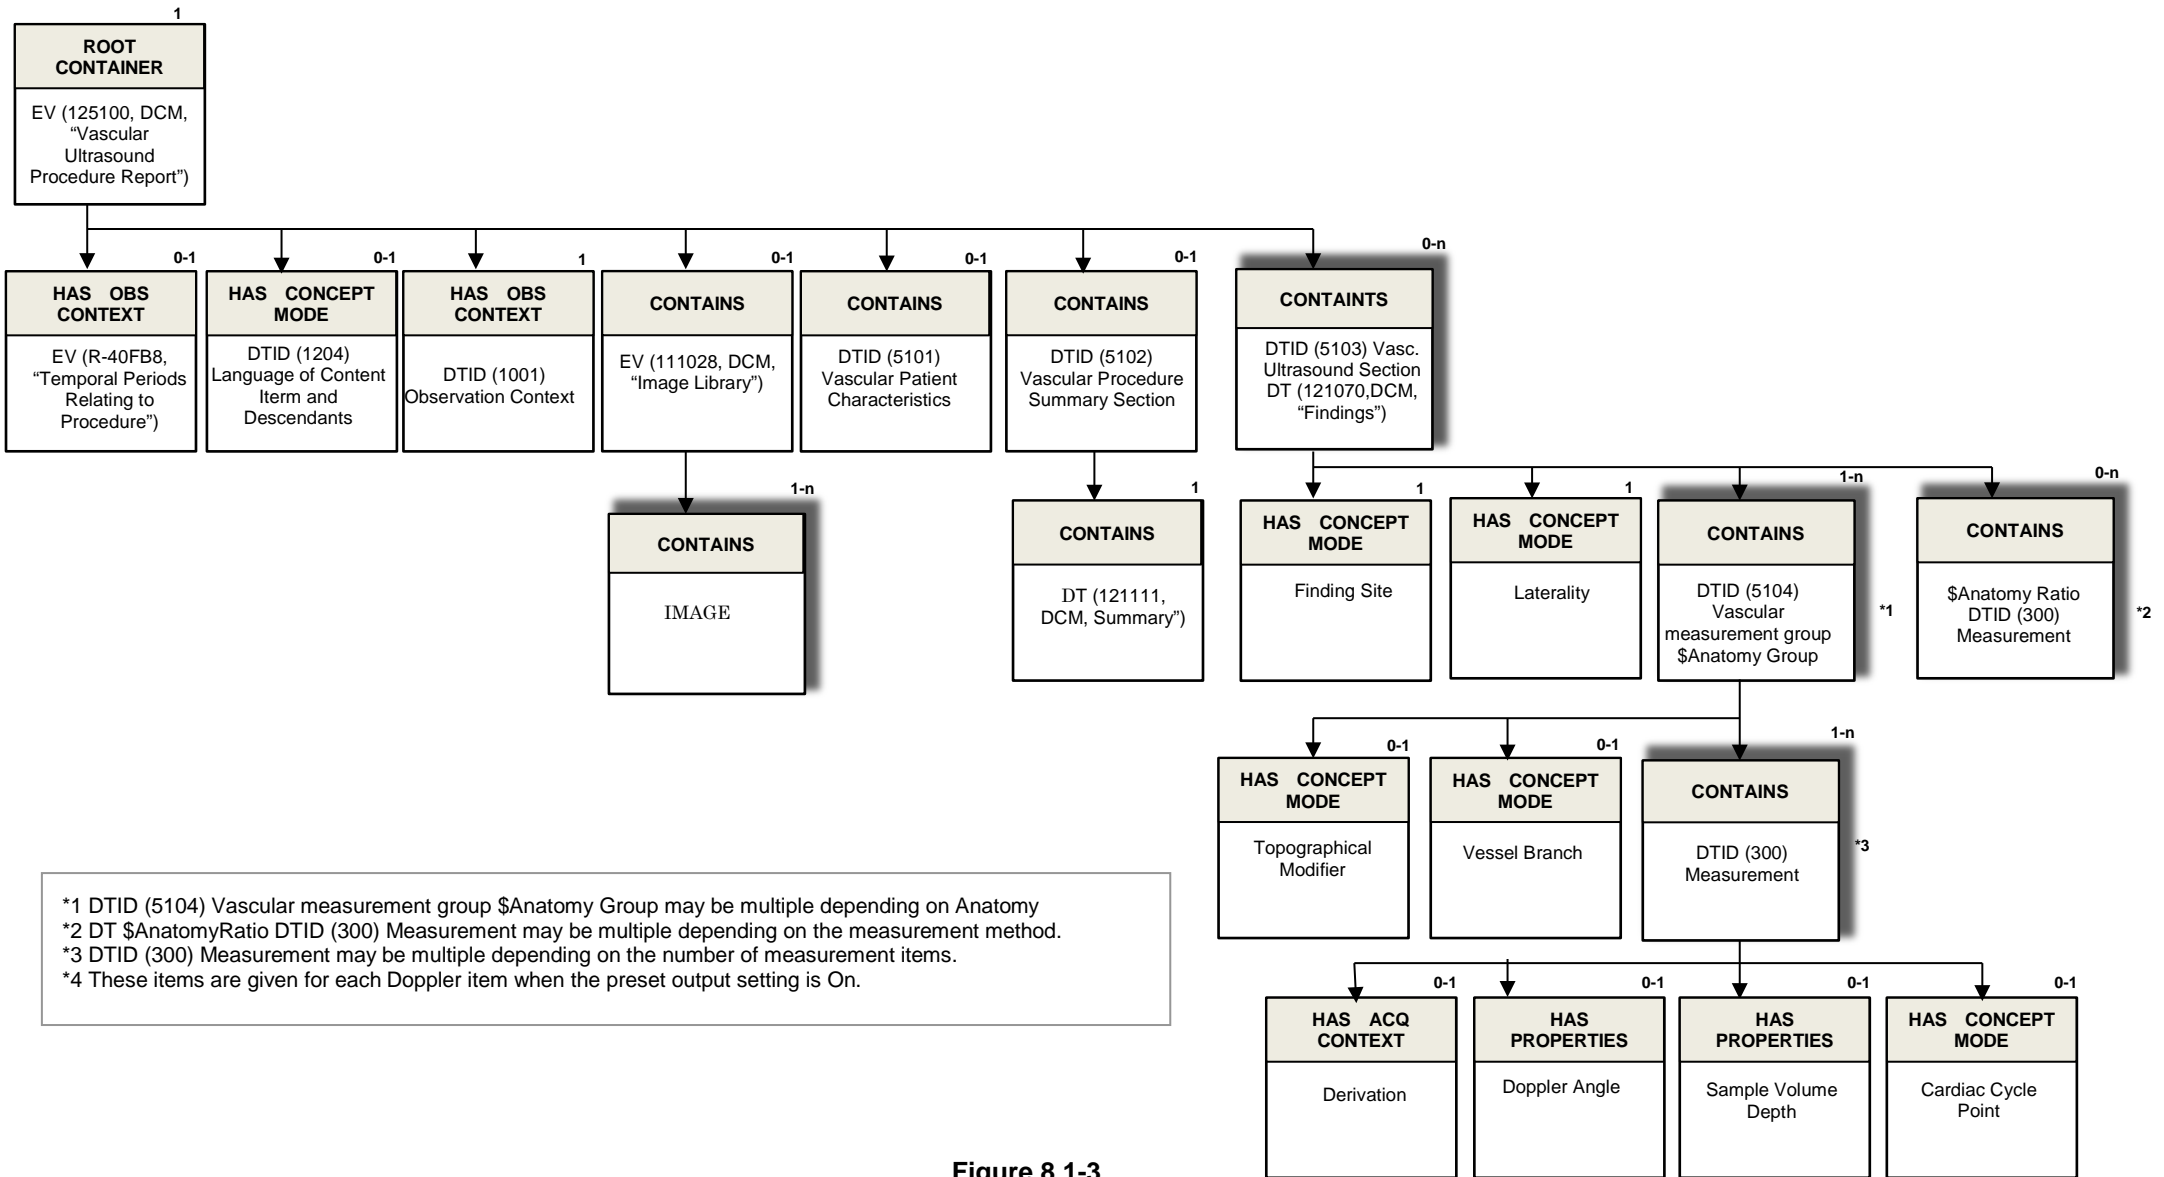 1
ROOT
CONTAINER
EV (125100, DCM,
“Vascular
Ultrasound
Procedure Report”)
0-1
HAS OBS
CONTEXT
EV (R-40FB8,
“Temporal Periods
Relating to
Procedure”)
0-1
HAS CONCEPT
MODE
DTID (1204)
Language of Content
Iterm and
Descendants
1
HAS OBS
CONTEXT
DTID (1001)
Observation Context
0-1
CONTAINS
EV (111028, DCM,
“Image Library”)
0-1
CONTAINS
DTID (5101)
Vascular Patient
Characteristics
0-1
CONTAINS
DTID (5102)
Vascular Procedure
Summary Section
0-n
CONTAINTS
DTID (5103) Vasc.
Ultrasound Section
DT (121070,DCM,
“Findings”)
1-n
CONTAINS
IMAGE
1
CONTAINS
DT (121111,
DCM, Summary”)
1
HAS CONCEPT
MODE
Finding Site
1
HAS CONCEPT
MODE
Laterality
1-n
CONTAINS
DTID (5104)
Vascular
measurement group
$Anatomy Group
*1
0-n
CONTAINS
$Anatomy Ratio
DTID (300)
Measurement
*2
0-1
HAS CONCEPT
MODE
Topographical
Modifier
0-1
HAS CONCEPT
MODE
Vessel Branch
1-n
CONTAINS
DTID (300)
Measurement
*3
*1 DTID (5104) Vascular measurement group $Anatomy Group may be multiple depending on Anatomy
*2 DT $AnatomyRatio DTID (300) Measurement may be multiple depending on the measurement method.
*3 DTID (300) Measurement may be multiple depending on the number of measurement items.
*4 These items are given for each Doppler item when the preset output setting is On.
0-1
HAS ACQ
CONTEXT
Derivation
0-1
HAS
PROPERTIES
Doppler Angle
0-1
HAS
PROPERTIES
Sample Volume
Depth
0-1
HAS CONCEPT
MODE
Cardiac Cycle
Point
Figure 8.1-3